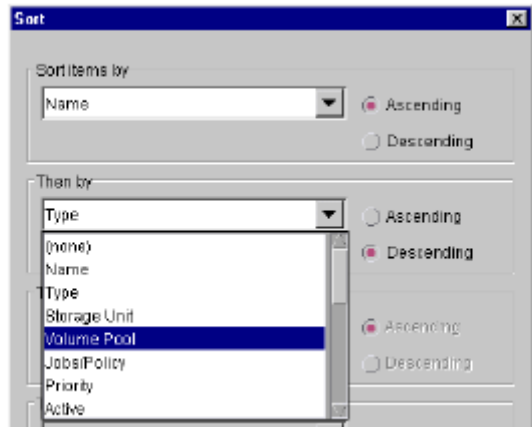 Sort
Sort items by
Name
Ascending
Descending
Then by
Type
Ascending
Descending
(none)
Name
Type
Storage Unit
Volume Pool
Jobs/Policy
Priority
Active
Ascending
Descending